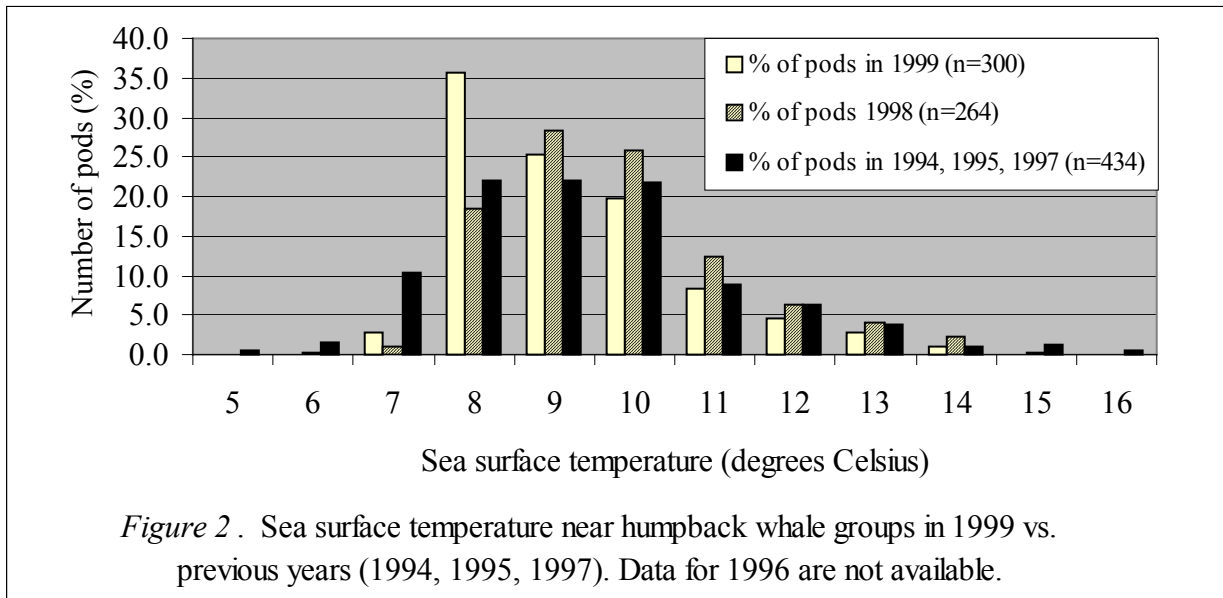 40.0
35.0
30.0
25.0
20.0
15.0
10.0
5.0
0.0
Number of pods (%)
% of pods in 1999 (n=300)
% of pods 1998 (n=264)
% of pods in 1994, 1995, 1997 (n=434)
5 6 7 8 9 10 11 12 13 14 15 16
Sea surface temperature (degrees Celsius)
Figure 2 . Sea surface temperature near humpback whale groups in 1999 vs.
previous years (1994, 1995, 1997). Data for 1996 are not available.